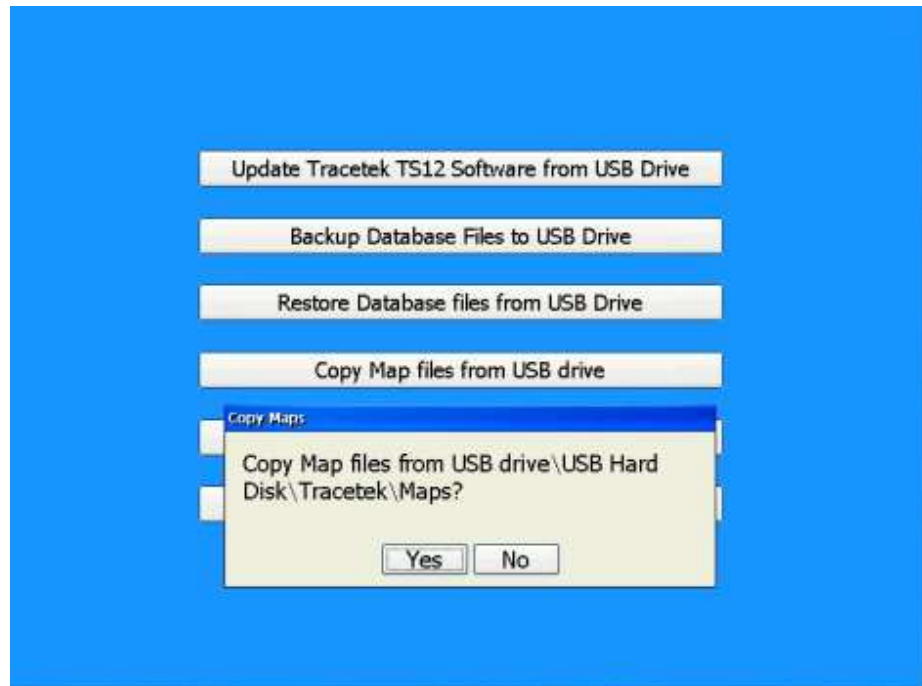 Update Tracetek TS12 Software from USB Drive
Backup Database Files to USB Drive
Restore Database files from USB Drive
Copy Map files from USB drive
Copy Maps
Copy Map files from USB drive\USB Hard
Disk\Tracetek\Maps?
Yes No